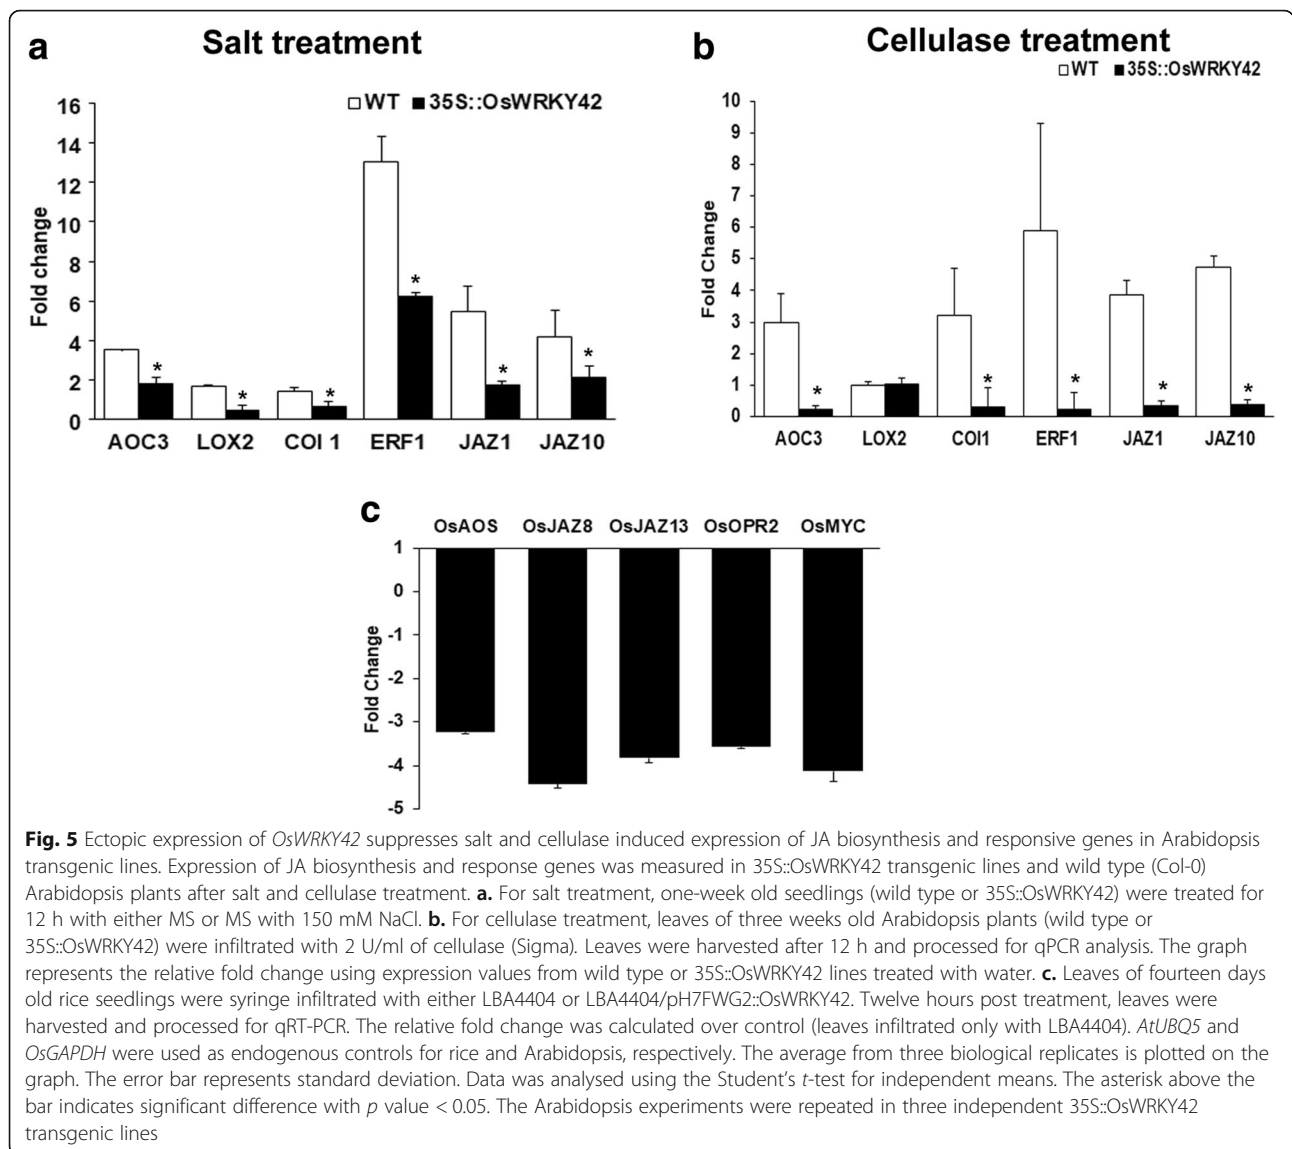 a
Salt treatment
WT 35S::OsWRKY42
16
14
12
10
8
6
4
2
0
Fold change
* * * * * *
AOC3 LOX2 COI 1 ERF1 JAZ1 JAZ10
b
Cellulase treatment
WT 35S::OsWRKY42
10
9
8
7
6
5
4
3
2
1
0
Fold Change
* * * * *
AOC3 LOX2 COI1 ERF1 JAZ1 JAZ10
c
OsAOS OsJAZ8 OsJAZ13 OsOPR2 OsMYC
1
0
-1
-2
-3
-4
-5
Fold Change
Fig. 5 Ectopic expression of OsWRKY42 suppresses salt and cellulase induced expression of JA biosynthesis and responsive genes in Arabidopsis
transgenic lines. Expression of JA biosynthesis and response genes was measured in 35S::OsWRKY42 transgenic lines and wild type (Col-0)
Arabidopsis plants after salt and cellulase treatment. a. For salt treatment, one-week old seedlings (wild type or 35S::OsWRKY42) were treated for
12 h with either MS or MS with 150 mM NaCl. b. For cellulase treatment, leaves of three weeks old Arabidopsis plants (wild type or
35S::OsWRKY42) were infiltrated with 2 U/ml of cellulase (Sigma). Leaves were harvested after 12 h and processed for qPCR analysis. The graph
represents the relative fold change using expression values from wild type or 35S::OsWRKY42 lines treated with water. c. Leaves of fourteen days
old rice seedlings were syringe infiltrated with either LBA4404 or LBA4404/pH7FWG2::OsWRKY42. Twelve hours post treatment, leaves were
harvested and processed for qRT-PCR. The relative fold change was calculated over control (leaves infiltrated only with LBA4404). AtUBQ5 and
OsGAPDH were used as endogenous controls for rice and Arabidopsis, respectively. The average from three biological replicates is plotted on the
graph. The error bar represents standard deviation. Data was analysed using the Student's t-test for independent means. The asterisk above the
bar indicates significant difference with p value < 0.05. The Arabidopsis experiments were repeated in three independent 35S::OsWRKY42
transgenic lines